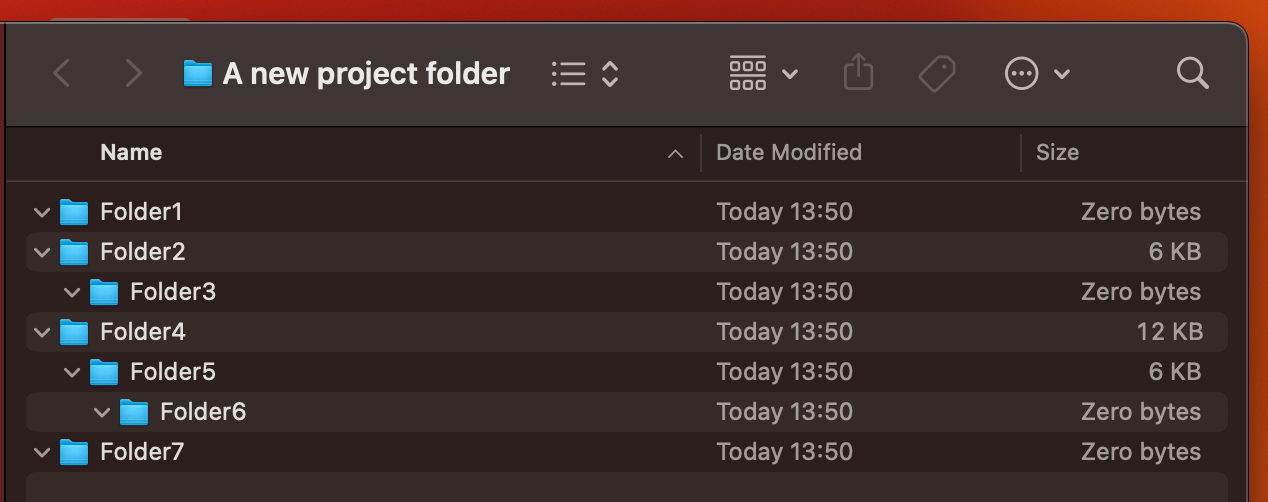 A new project folder
Name Date Modified Size
Folder1 Today 13:50 Zero bytes
Folder2 Today 13:50 6 KB
Folder3 Today 13:50 Zero bytes
Folder4 Today 13:50 12 KB
Folder5 Today 13:50 6 KB
Folder6 Today 13:50 Zero bytes
Folder7 Today 13:50 Zero bytes